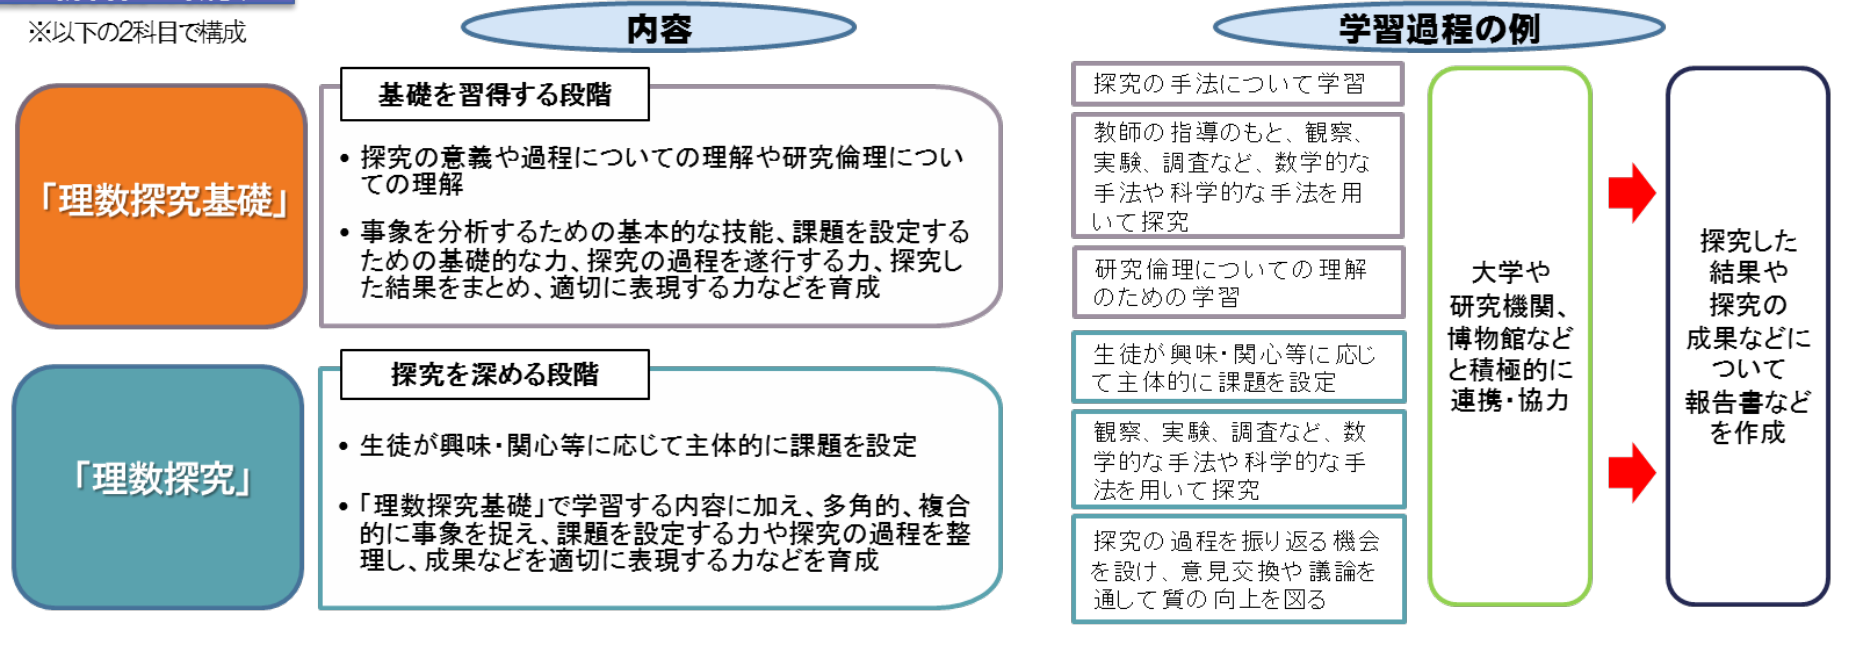 ※以下の2科目で構成
内容
学習過程の例
「理数探究基礎」
基礎を習得する段階
• 探究の意義や過程についての理解や研究倫理につい
ての理解
• 事象を分析するための基本的な技能、課題を設定する
ための基礎的な力、探究の過程を遂行する力、探究し
た結果をまとめ、適切に表現する力などを育成
「理数探究」
探究を深める段階
• 生徒が興味・関心等に応じて主体的に課題を設定
• 「理数探究基礎」で学習する内容に加え、多角的、複合
的に事象を捉え、課題を設定する力や探究の過程を整
理し、成果などを適切に表現する力などを育成
探究の手法について学習
教師の指導のもと、観察、
実験、調査など、数学的な
手法や科学的な手法を用
いて探究
研究倫理についての理解
のための学習
生徒が興味・関心等に応じ
て主体的に課題を設定
観察、実験、調査など、数
学的な手法や科学的な手
法を用いて探究
探究の過程を振り返る機会
を設け、意見交換や議論を
通して質の向上を図る
大学や
研究機関、
博物館など
と積極的に
連携・協力
探究した
結果や
探究の
成果などに
ついて
報告書など
を作成